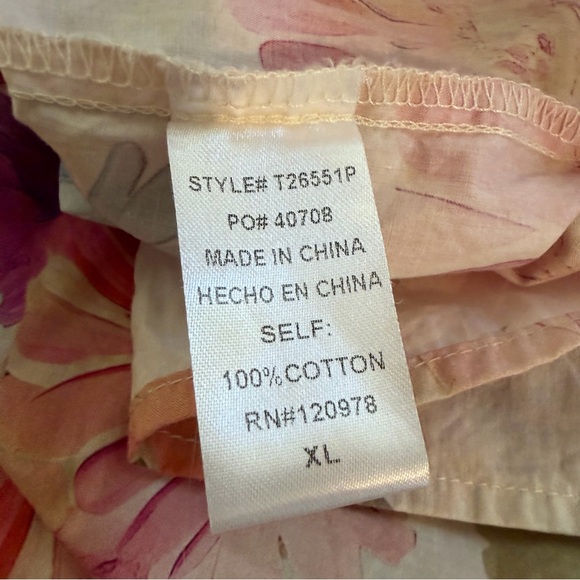 STYLE# T26551P
PO# 40708
MADE IN CHINA
HECHO EN CHINA
SELF:
100% COTTON
RN#120978
XL